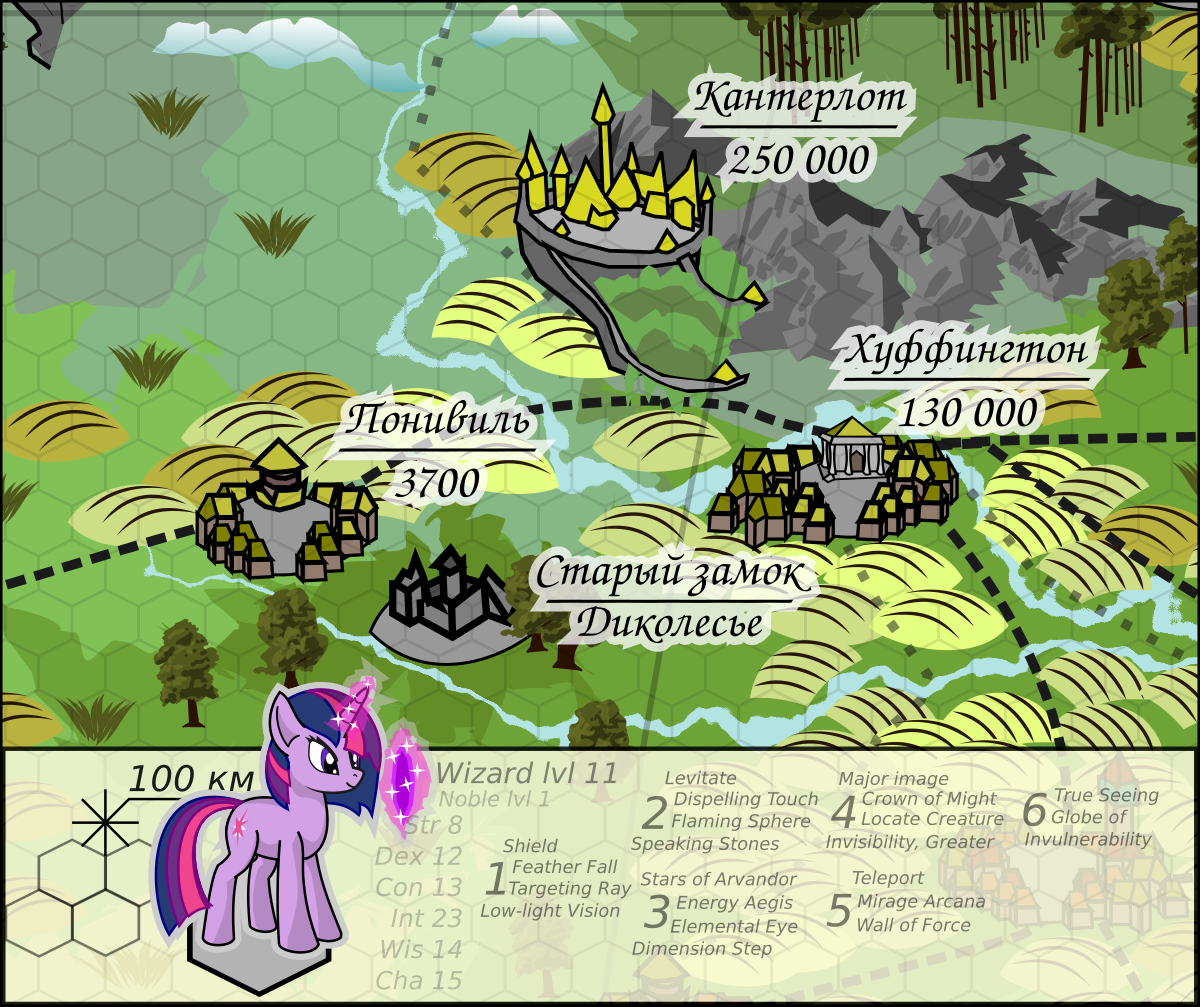 Кантерлот
250 000
Хуффингтон
130 000
Понивиль
3700
Старый замок
Диколесье
100 км
Wizard lvl 11
Noble lvl 1
Str 8
Dex 12
Con 13
Int 23
Wis 14
Cha 15
1
Shield
Feather Fall
Targeting Ray
Low-light Vision
2
Levitate
Dispelling Touch
Flaming Sphere
Speaking Stones
3
Stars of Arvandor
Energy Aegis
Elemental Eye
Dimension Step
4
Major image
Crown of Might
Locate Creature
Invisibility, Greater
5
Teleport
Mirage Arcana
Wall of Force
6
True Seeing
Globe of
Invulnerability